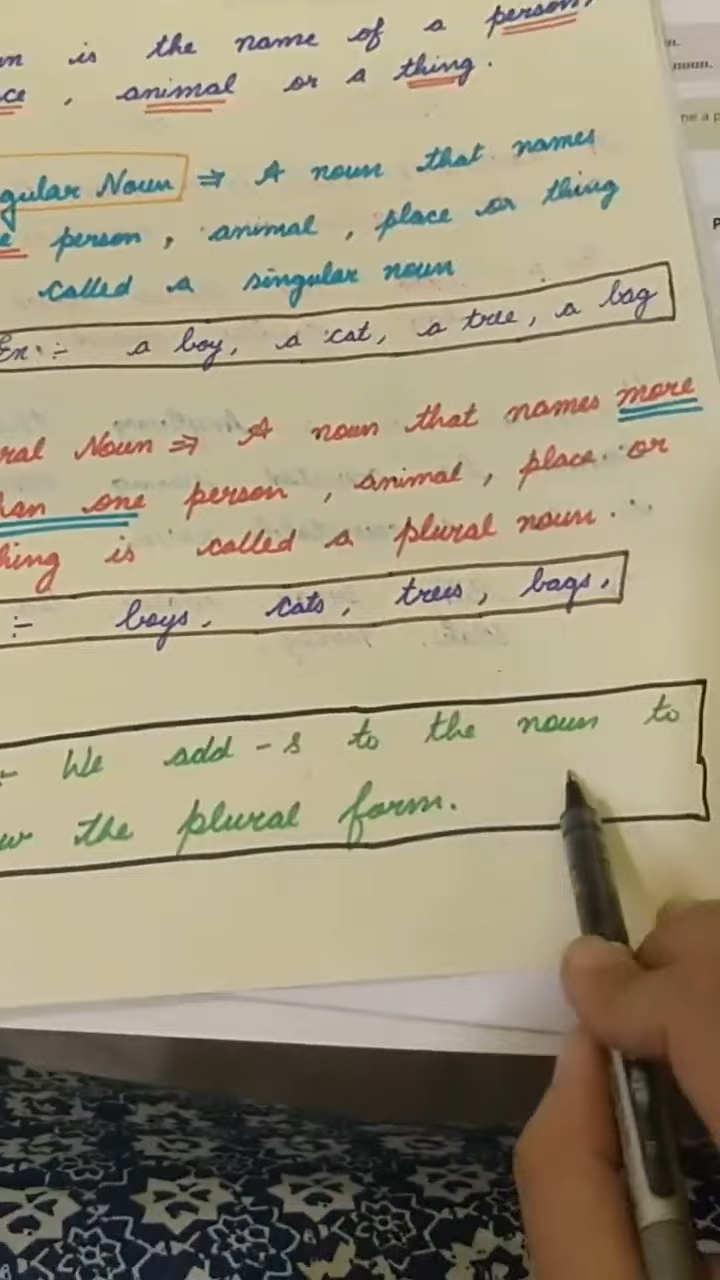 is the name of a person,
, animal or a thing.
Noun ⇒ A noun that names
person, animal, place or thing
called a singular noun
Ex:- a boy, a cat, a tree, a bag
Noun ⇒ A noun that names more
one person, animal, place or
is called a plural noun.
:- boys, cats, trees, bags,
We add -s to the noun to
the plural form.
noun.